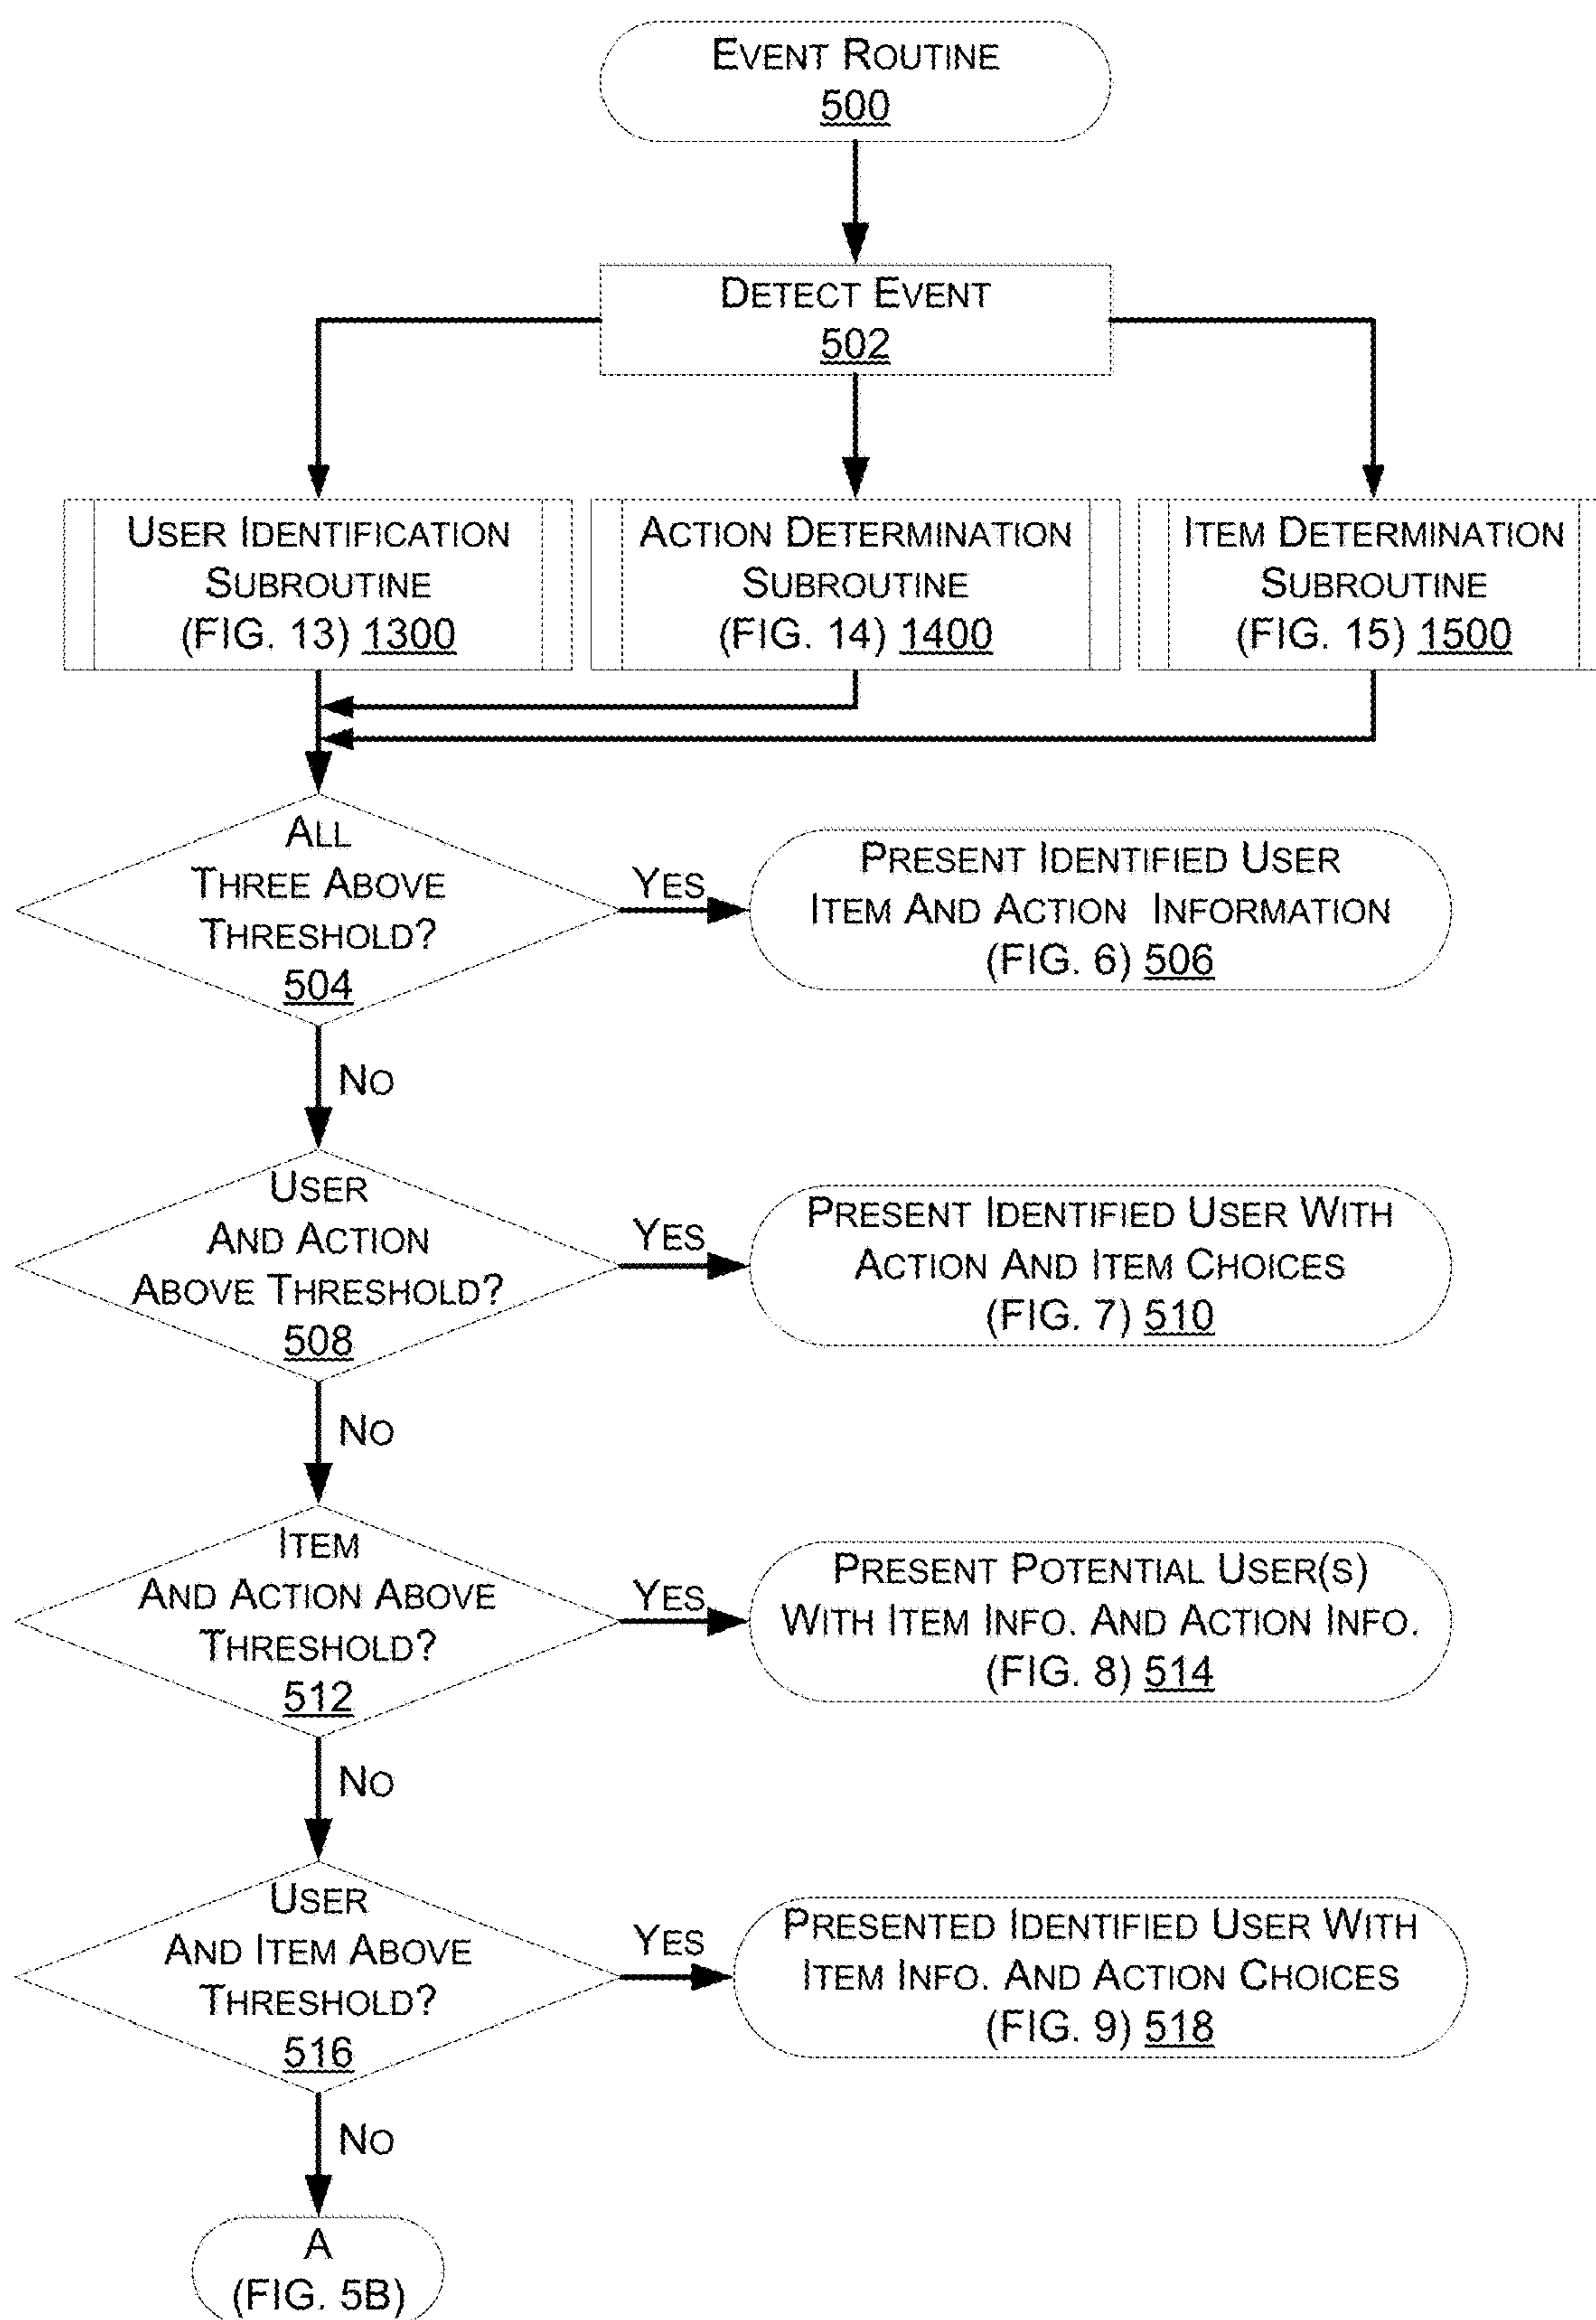 EVENT ROUTINE
500
DETECT EVENT
502
USER IDENTIFICATION
SUBROUTINE
(FIG. 13) 1300
ACTION DETERMINATION
SUBROUTINE
(FIG. 14) 1400
ITEM DETERMINATION
SUBROUTINE
(FIG. 15) 1500
ALL
THREE ABOVE
THRESHOLD?
504
YES
PRESENT IDENTIFIED USER
ITEM AND ACTION INFORMATION
(FIG. 6) 506
NO
USER
AND ACTION
ABOVE THRESHOLD?
508
YES
PRESENT IDENTIFIED USER WITH
ACTION AND ITEM CHOICES
(FIG. 7) 510
NO
ITEM
AND ACTION ABOVE
THRESHOLD?
512
YES
PRESENT POTENTIAL USER(S)
WITH ITEM INFO. AND ACTION INFO.
(FIG. 8) 514
NO
USER
AND ITEM ABOVE
THRESHOLD?
516
YES
PRESENTED IDENTIFIED USER WITH
ITEM INFO. AND ACTION CHOICES
(FIG. 9) 518
NO
A
(FIG. 5B)